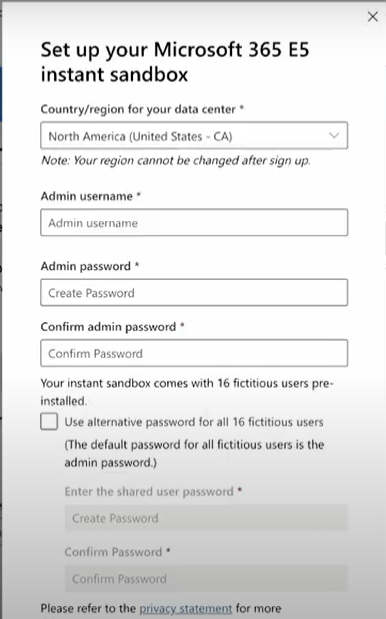 Set up your Microsoft 365 E5
instant sandbox
Country/region for your data center *
North America (United States - CA)
Note: Your region cannot be changed after sign up.
Admin username *
Admin username
Admin password *
Create Password
Confirm admin password *
Confirm Password
Your instant sandbox comes with 16 fictitious users pre-
installed.
Use alternative password for all 16 fictitious users
(The default password for all fictitious users is the
admin password.)
Enter the shared user password *
Create Password
Confirm Password *
Confirm Password
Please refer to the privacy statement for more